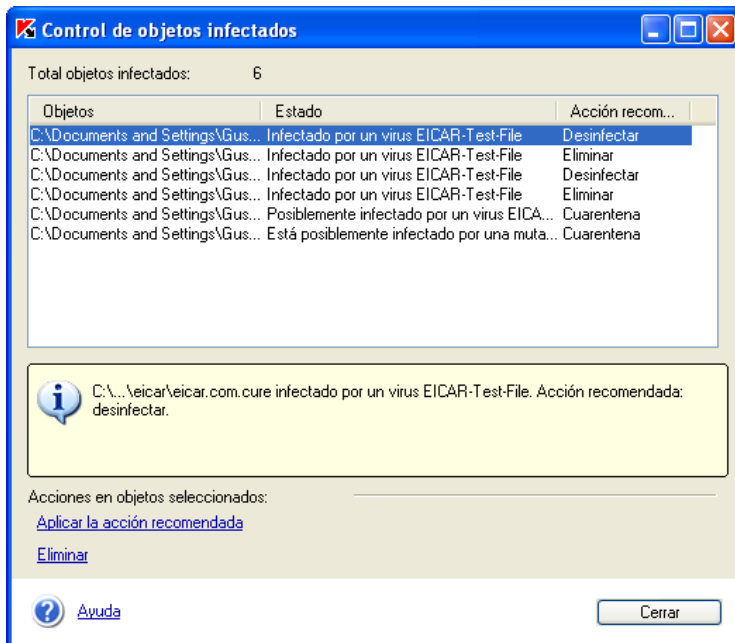 Control de objetos infectados
Total objetos infectados: 6
Objetos Estado Acción recom...
C:\Documents and Settings\Gus... Infectado por un virus EICAR-Test-File Desinfectar
C:\Documents and Settings\Gus... Infectado por un virus EICAR-Test-File Eliminar
C:\Documents and Settings\Gus... Infectado por un virus EICAR-Test-File Desinfectar
C:\Documents and Settings\Gus... Infectado por un virus EICAR-Test-File Eliminar
C:\Documents and Settings\Gus... Posiblemente infectado por un virus EICA... Cuarentena
C:\Documents and Settings\Gus... Está posiblemente infectado por una muta... Cuarentena
C:\...\eicar\eicar.com.cure infectado por un virus EICAR-Test-File. Acción recomendada:
desinfectar.
Acciones en objetos seleccionados:
Aplicar la acción recomendada
Eliminar
Ayuda Cerrar